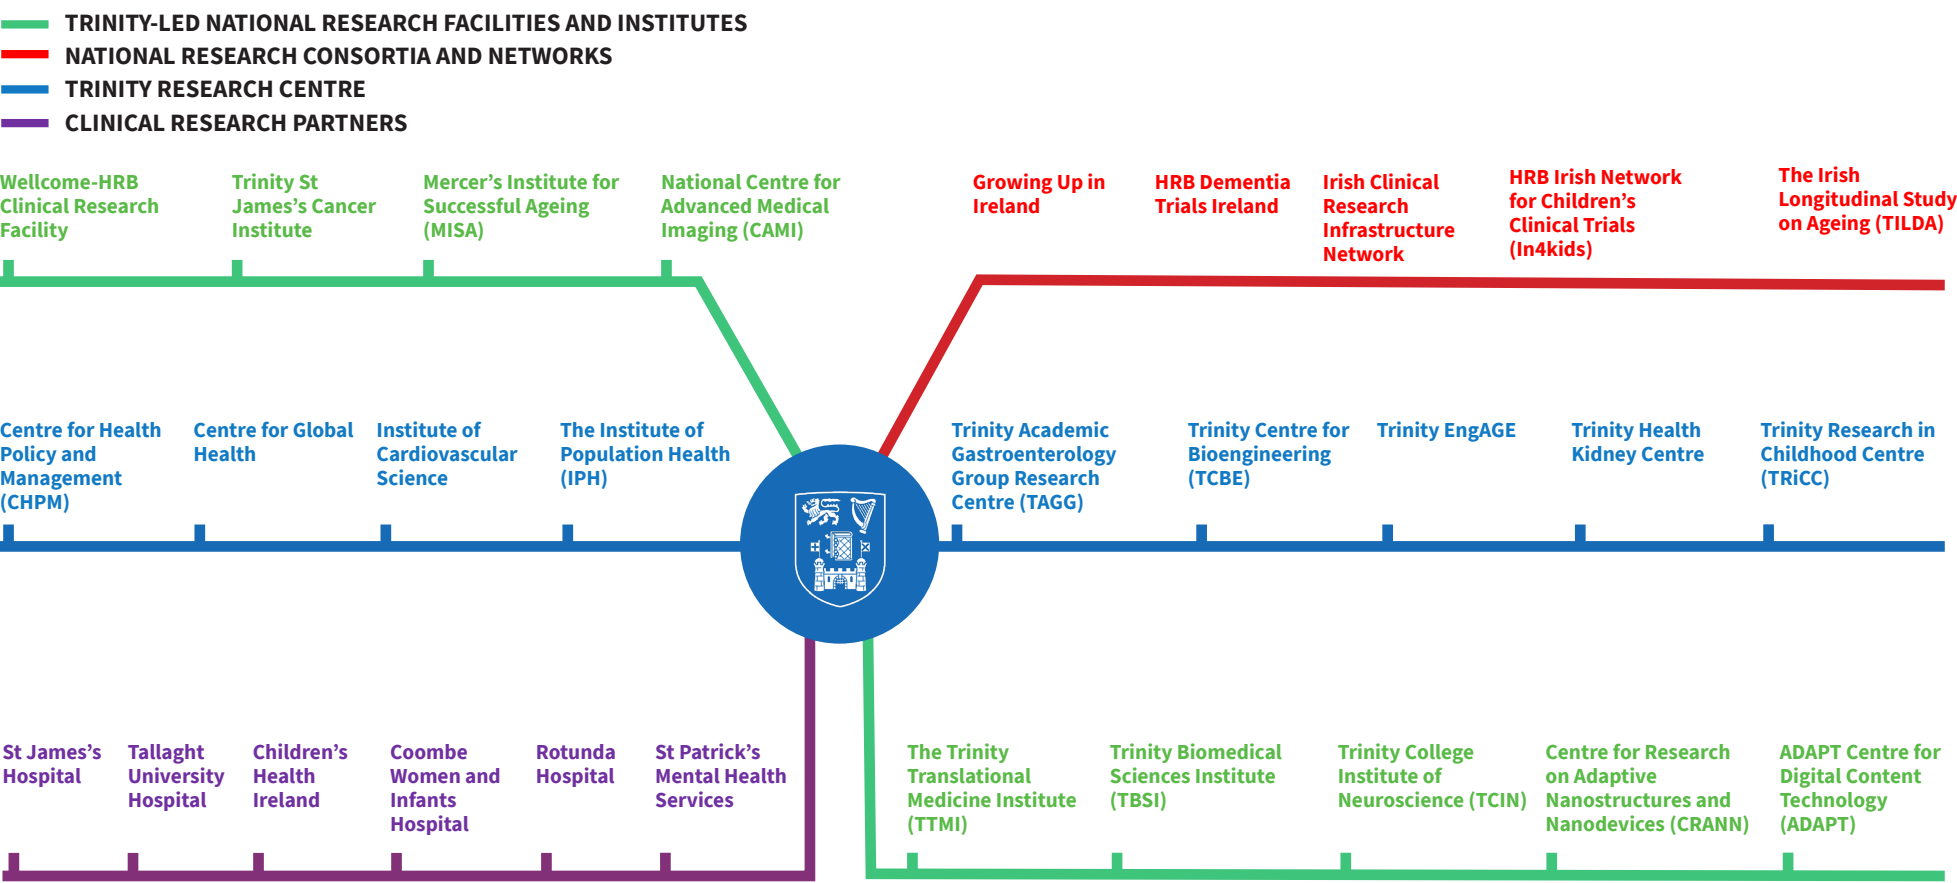 TRINITY-LED NATIONAL RESEARCH FACILITIES AND INSTITUTES
NATIONAL RESEARCH CONSORTIA AND NETWORKS
TRINITY RESEARCH CENTRE
CLINICAL RESEARCH PARTNERS
Wellcome-HRB
Clinical Research
Facility
Trinity St
James’s Cancer
Institute
Mercer’s Institute for
Successful Ageing
(MISA)
National Centre for
Advanced Medical
Imaging (CAMI)
Growing Up in
Ireland
HRB Dementia
Trials Ireland
Irish Clinical
Research
Infrastructure
Network
HRB Irish Network
for Children’s
Clinical Trials
(In4kids)
The Irish
Longitudinal Study
on Ageing (TILDA)
Centre for Health
Policy and
Management
(CHPM)
Centre for Global
Health
Institute of
Cardiovascular
Science
The Institute of
Population Health
(IPH)
Trinity Academic
Gastroenterology
Group Research
Centre (TAGG)
Trinity Centre for
Bioengineering
(TCBE)
Trinity EngAGE
Trinity Health
Kidney Centre
Trinity Research in
Childhood Centre
(TRiCC)
St James’s
Hospital
Tallaght
University
Hospital
Children’s
Health
Ireland
Coombe
Women and
Infants
Hospital
Rotunda
Hospital
St Patrick’s
Mental Health
Services
The Trinity
Translational
Medicine Institute
(TTMI)
Trinity Biomedical
Sciences Institute
(TBSI)
Trinity College
Institute of
Neuroscience (TCIN)
Centre for Research
on Adaptive
Nanostructures and
Nanodevices (CRANN)
ADAPT Centre for
Digital Content
Technology
(ADAPT)